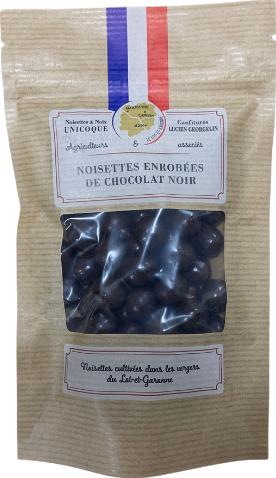 Noisettes & Noix
UNICOQUE
Confitures
LUCIEN GEORGELIN
Agriculteurs & associés
NOISETTES ENROBÉES
DE CHOCOLAT NOIR
Noisettes cultivées dans les vergers
du Lot-et-Garonne